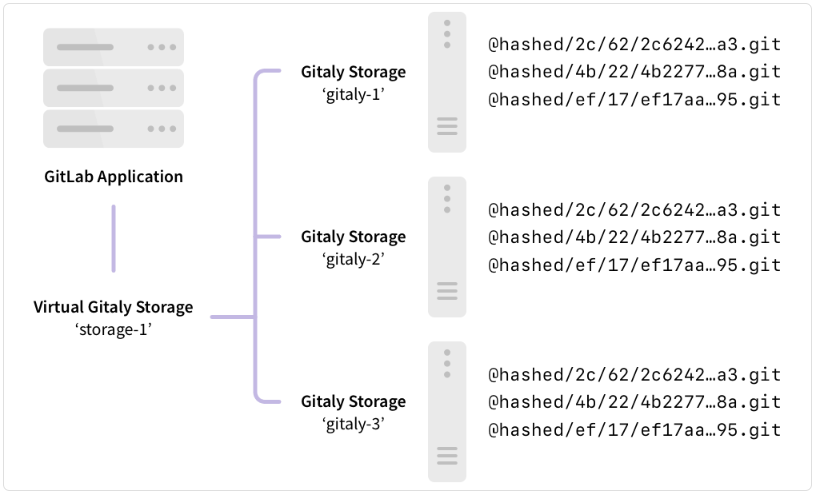 GitLab Application
Virtual Gitaly Storage
‘storage-1’
Gitaly Storage
‘gitaly-1’
@hashed/2c/62/2c6242…a3.git
@hashed/4b/22/4b2277…8a.git
@hashed/ef/17/ef17aa…95.git
Gitaly Storage
‘gitaly-2’
@hashed/2c/62/2c6242…a3.git
@hashed/4b/22/4b2277…8a.git
@hashed/ef/17/ef17aa…95.git
Gitaly Storage
‘gitaly-3’
@hashed/2c/62/2c6242…a3.git
@hashed/4b/22/4b2277…8a.git
@hashed/ef/17/ef17aa…95.git